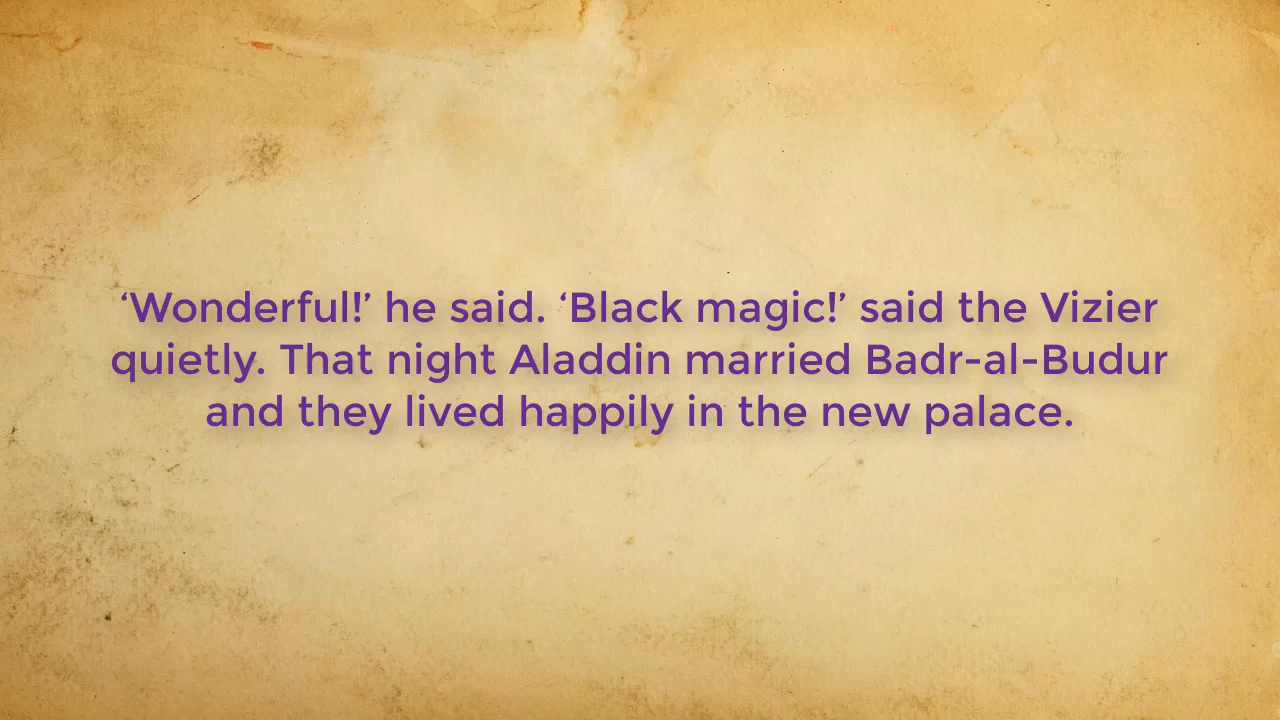 ‘Wonderful!’ he said. ‘Black magic!’ said the Vizier
quietly. That night Aladdin married Badr-al-Budur
and they lived happily in the new palace.